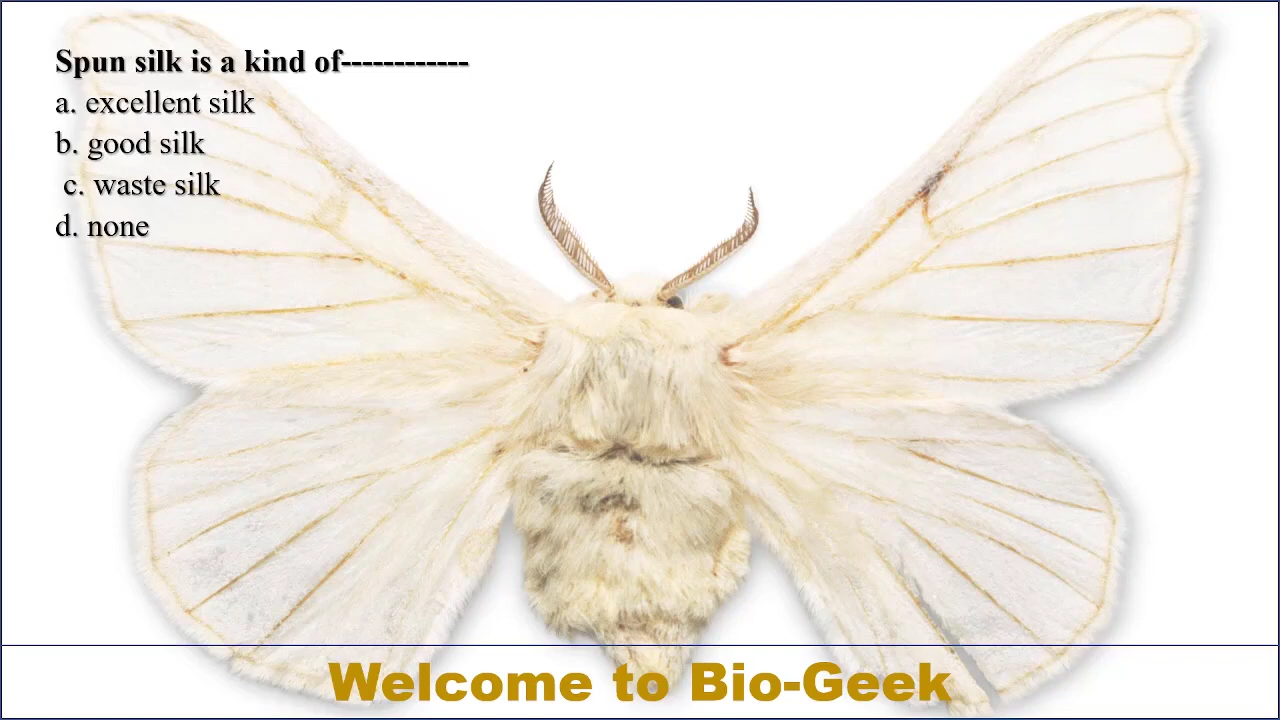 Spun silk is a kind of------------
a. excellent silk
b. good silk
c. waste silk
d. none
Welcome to Bio-Geek